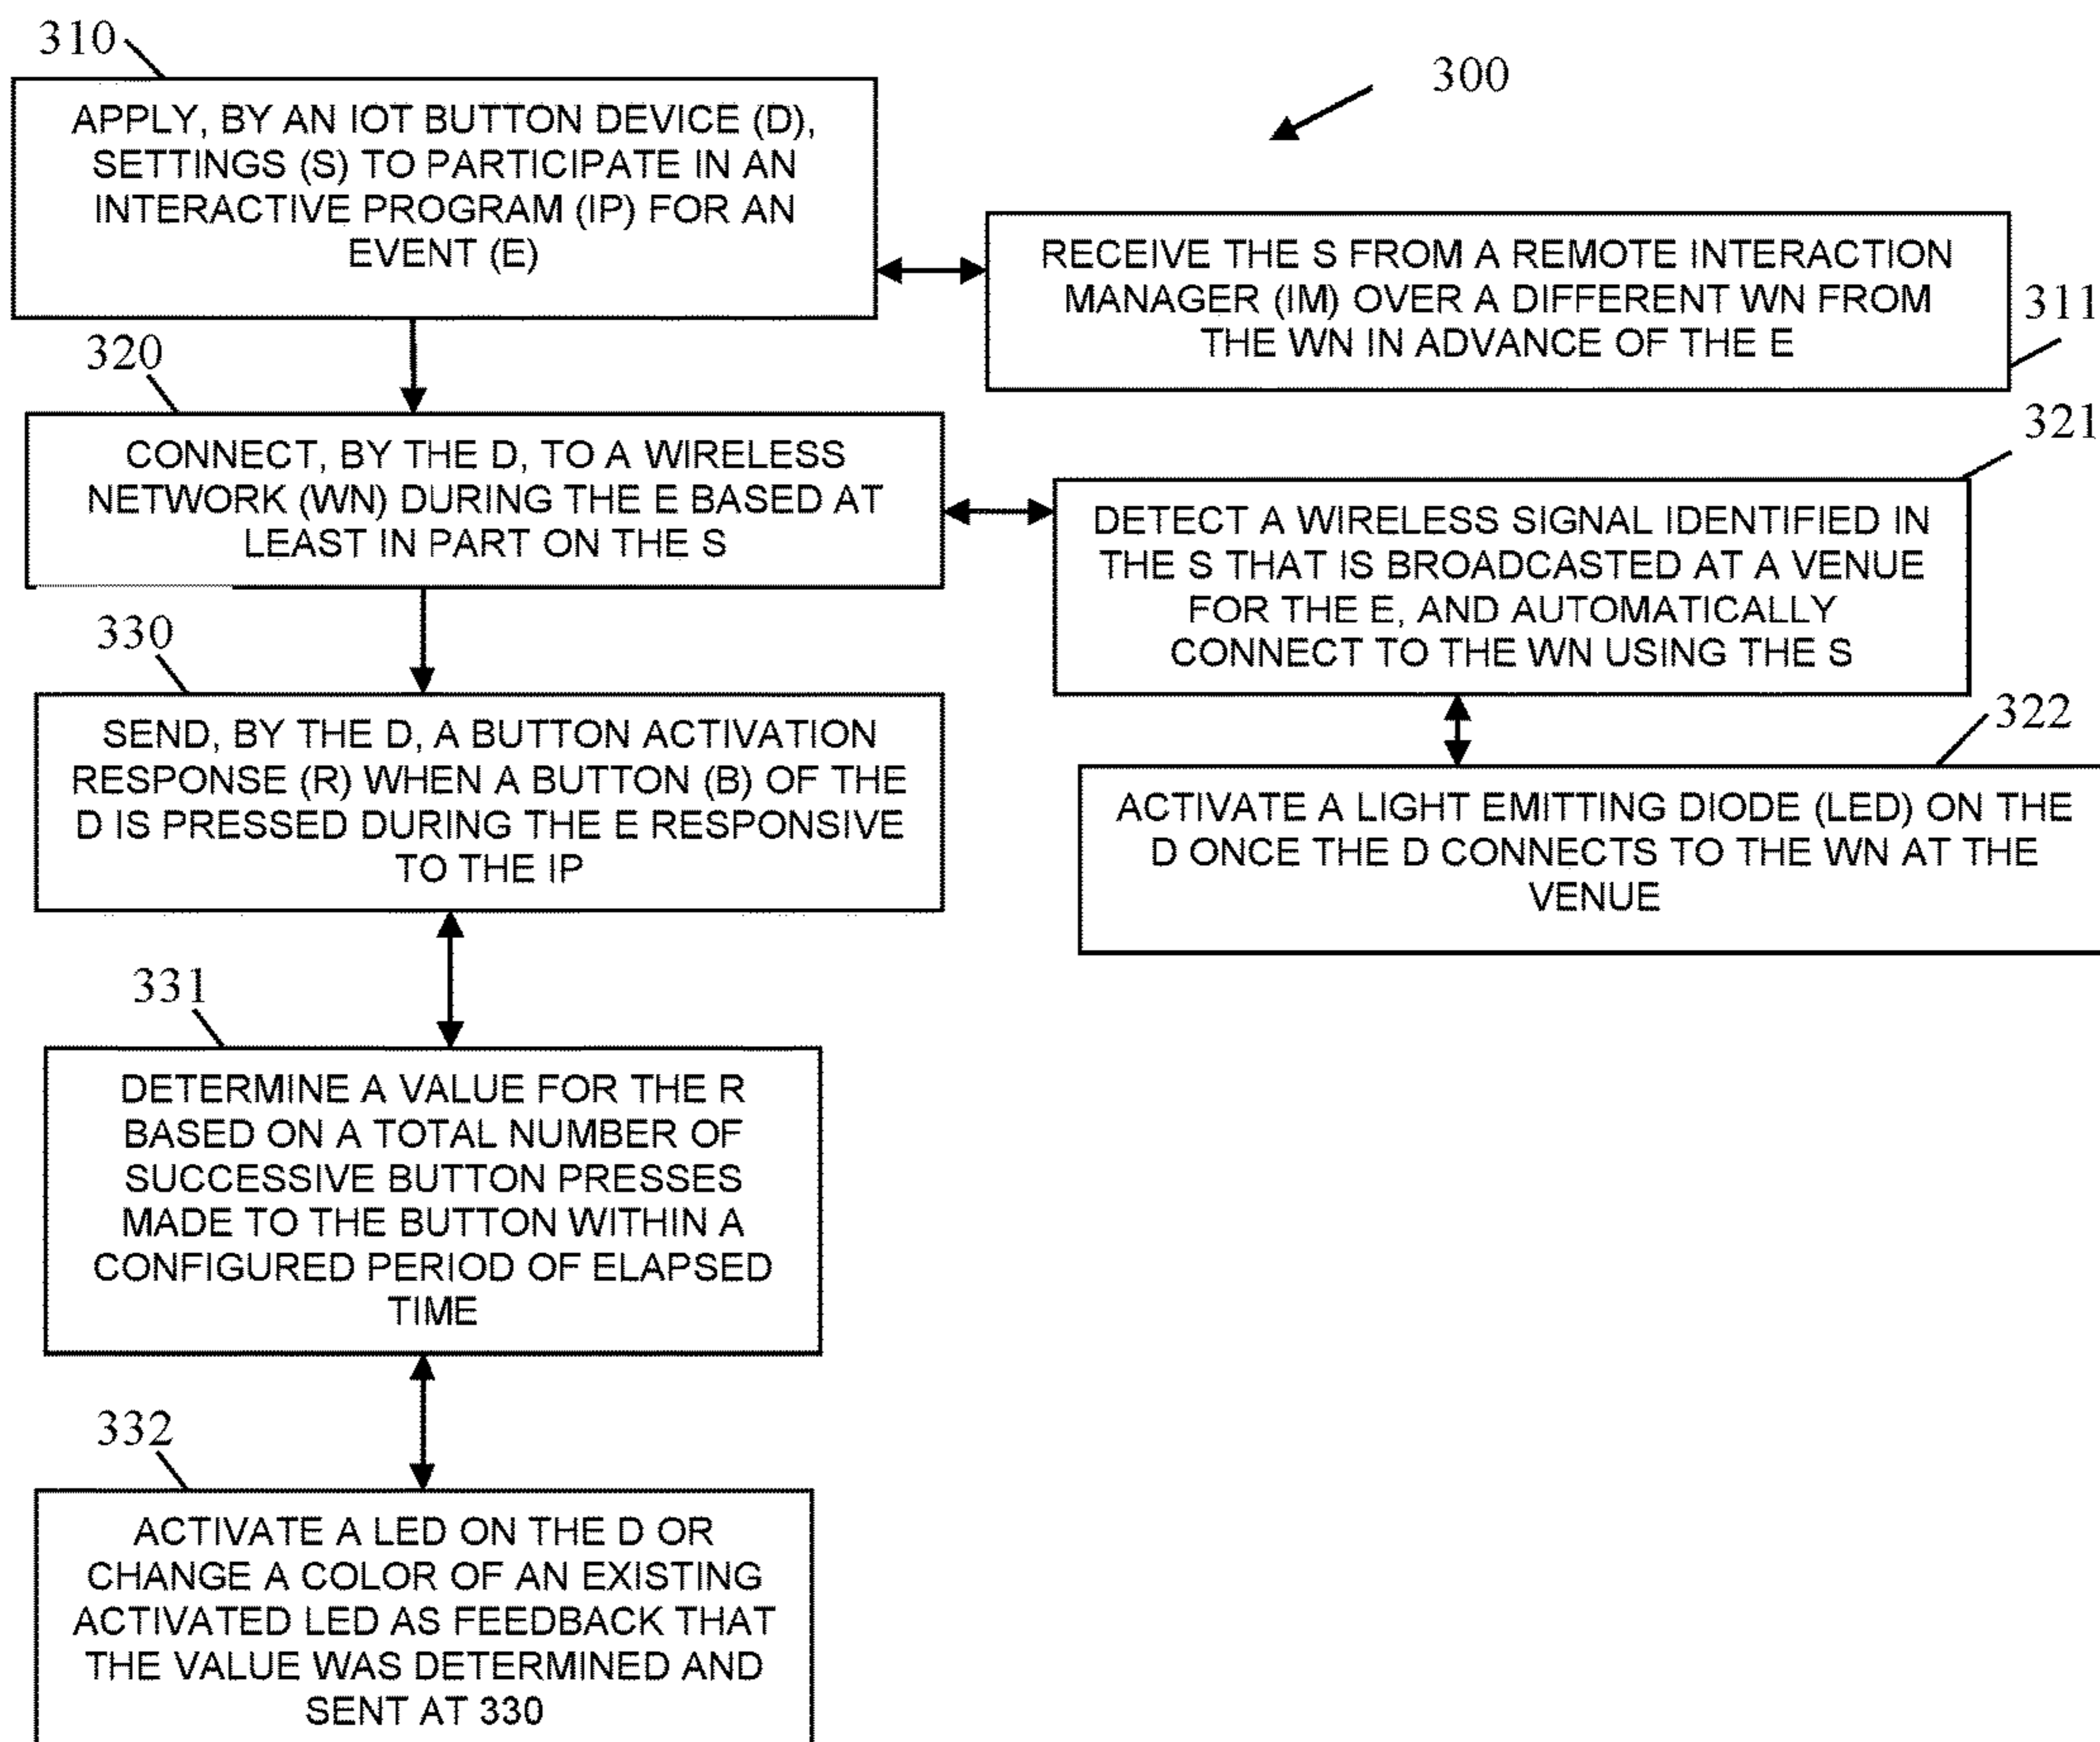 310
300
APPLY, BY AN IOT BUTTON DEVICE (D),
SETTINGS (S) TO PARTICIPATE IN AN
INTERACTIVE PROGRAM (IP) FOR AN
EVENT (E)
RECEIVE THE S FROM A REMOTE INTERACTION
MANAGER (IM) OVER A DIFFERENT WN FROM
THE WN IN ADVANCE OF THE E
311
320
CONNECT, BY THE D, TO A WIRELESS
NETWORK (WN) DURING THE E BASED AT
LEAST IN PART ON THE S
321
DETECT A WIRELESS SIGNAL IDENTIFIED IN
THE S THAT IS BROADCASTED AT A VENUE
FOR THE E, AND AUTOMATICALLY
CONNECT TO THE WN USING THE S
330
SEND, BY THE D, A BUTTON ACTIVATION
RESPONSE (R) WHEN A BUTTON (B) OF THE
D IS PRESSED DURING THE E RESPONSIVE
TO THE IP
322
ACTIVATE A LIGHT EMITTING DIODE (LED) ON THE
D ONCE THE D CONNECTS TO THE WN AT THE
VENUE
331
DETERMINE A VALUE FOR THE R
BASED ON A TOTAL NUMBER OF
SUCCESSIVE BUTTON PRESSES
MADE TO THE BUTTON WITHIN A
CONFIGURED PERIOD OF ELAPSED
TIME
332
ACTIVATE A LED ON THE D OR
CHANGE A COLOR OF AN EXISTING
ACTIVATED LED AS FEEDBACK THAT
THE VALUE WAS DETERMINED AND
SENT AT 330